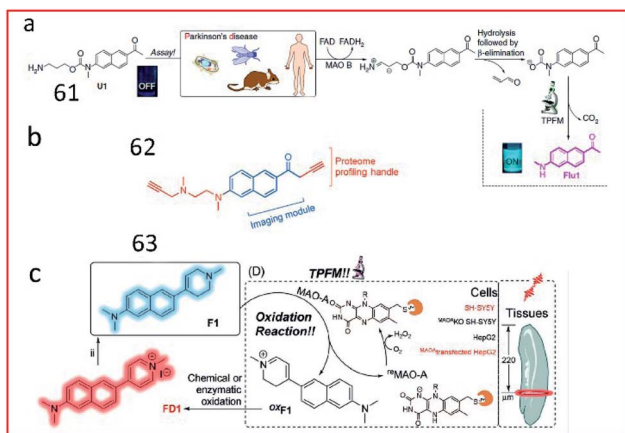 a
Parkinson's disease
Assay!
FAD FADH₂
MAO B
Hydrolysis
followed by
β-elimination
H₂N
O
N
U1
61
OFF
TPFM
CO₂
ON
Flu1
b
62
Proteome
profiling handle
Imaging module
63
c
F1
ii
FD1
Chemical or
enzymatic
oxidation
(D)
TPFM!!
Oxidation
Reaction!!
MAO-A
H₂O₂
O₂
reMAO-A
oxF1
Cells
SH-SY5Y
MAOAKO SH-SY5Y
HepG2
MAOAtransfected HepG2
Tissues
220
μm